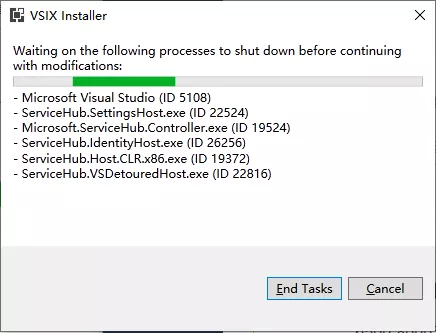 VSIX Installer
Waiting on the following processes to shut down before continuing
with modifications:
- Microsoft Visual Studio (ID 5108)
- ServiceHub.SettingsHost.exe (ID 22524)
- Microsoft.ServiceHub.Controller.exe (ID 19524)
- ServiceHub.IdentityHost.exe (ID 26256)
- ServiceHub.Host.CLR.x86.exe (ID 19372)
- ServiceHub.VSDetouredHost.exe (ID 22816)
End Tasks Cancel